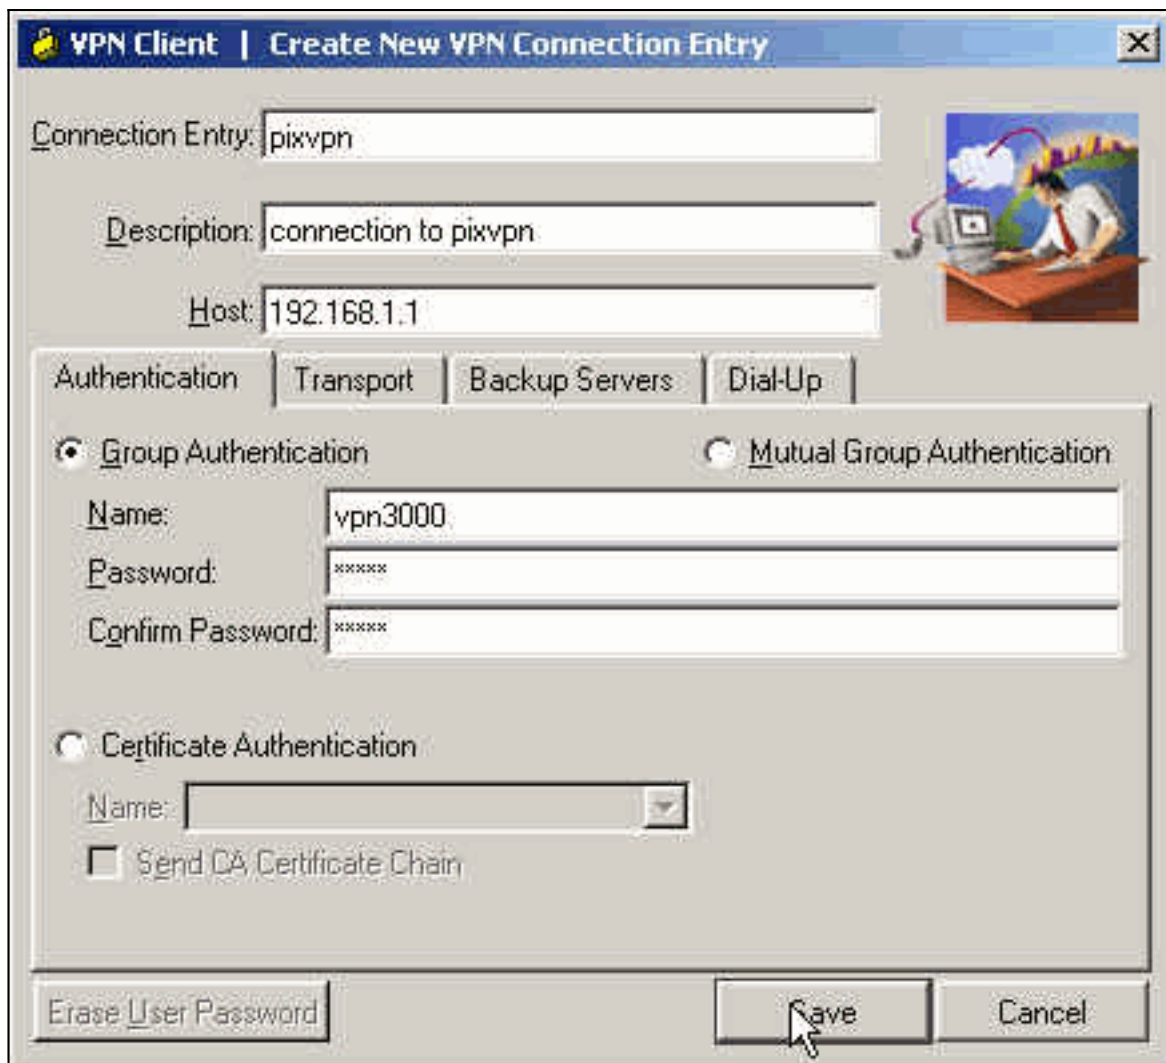 VPN Client | Create New VPN Connection Entry
Connection Entry: pixvpn
Description: connection to pixvpn
Host: 192.168.1.1
Authentication Transport Backup Servers Dial-Up
Group Authentication Mutual Group Authentication
Name: vpn3000
Password: *****
Confirm Password: *****
Certificate Authentication
Name:
Send CA Certificate Chain
Erase User Password Save Cancel